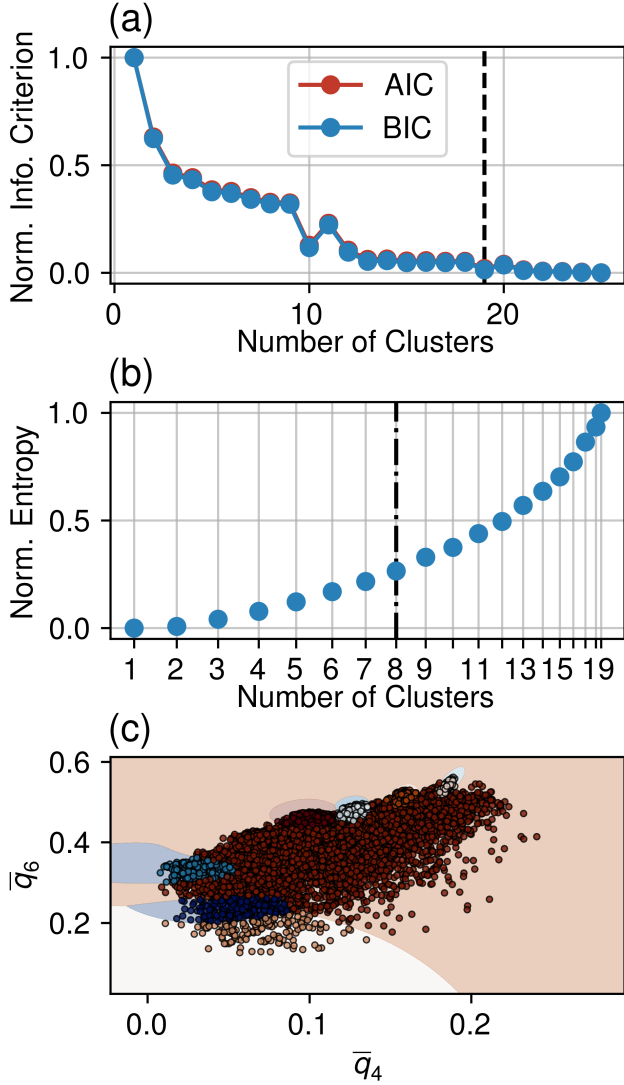 (a)
1.0
0.5
0.0
Norm. Info. Criterion
AIC
BIC
0 10 20
Number of Clusters
(b)
1.0
0.5
0.0
Norm. Entropy
1 2 3 4 5 6 7 8 9 11 13 15 19
Number of Clusters
(c)
0.6
0.4
0.2
q̅₆
0.0 0.1 0.2
q̅₄